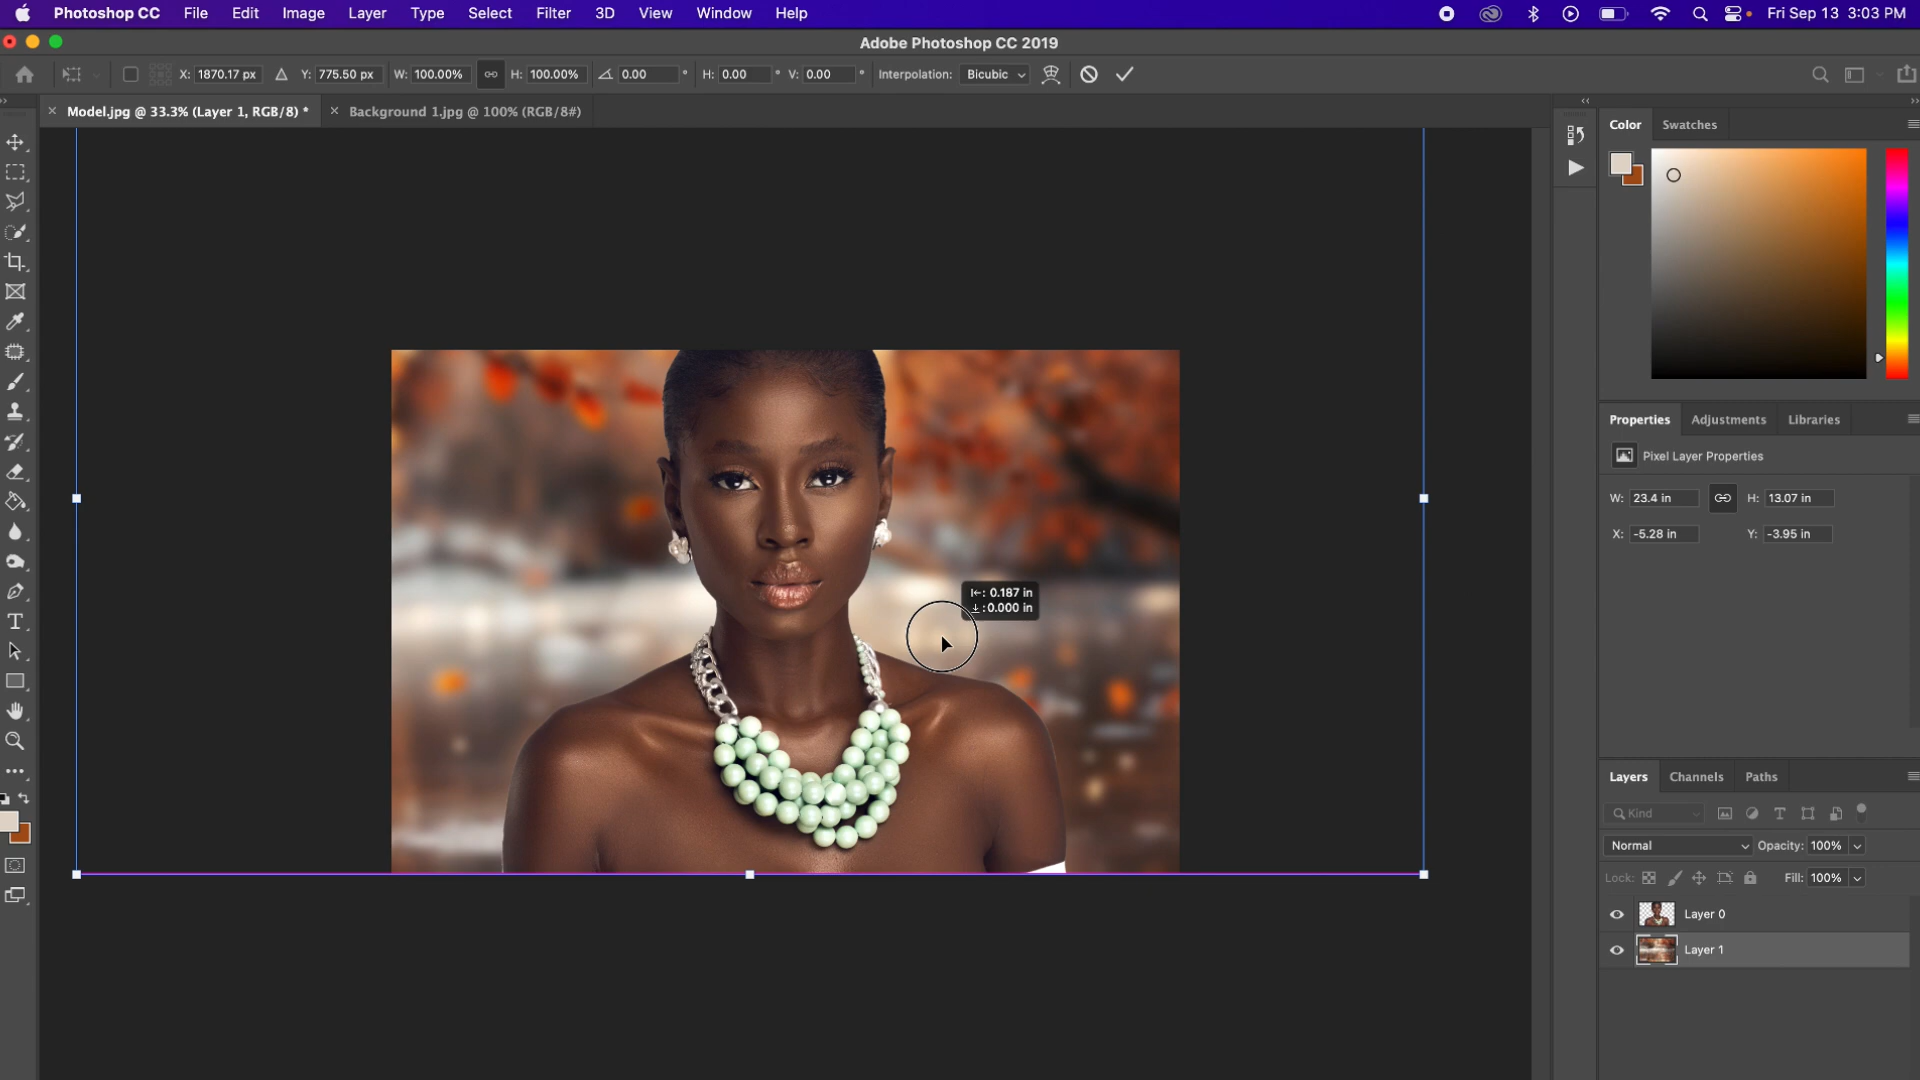 Photoshop CC File Edit Image Layer Type Select Filter 3D View Window Help Fri Sep 13 3:03 PM
Adobe Photoshop CC 2019
X: 1870.17 px Y: 775.50 px W: 100.00% H: 100.00% 0.00 ° H: 0.00 ° V: 0.00 ° Interpolation: Bicubic
Model.jpg @ 33.3% (Layer 1, RGB/8) * Background 1.jpg @ 100% (RGB/8#)
Color Swatches
Properties Adjustments Libraries
Pixel Layer Properties
W: 23.4 in H: 13.07 in
X: -5.28 in Y: -3.95 in
: 0.187 in
: 0.000 in
Layers Channels Paths
Kind
Normal Opacity: 100%
Lock: Fill: 100%
Layer 0
Layer 1